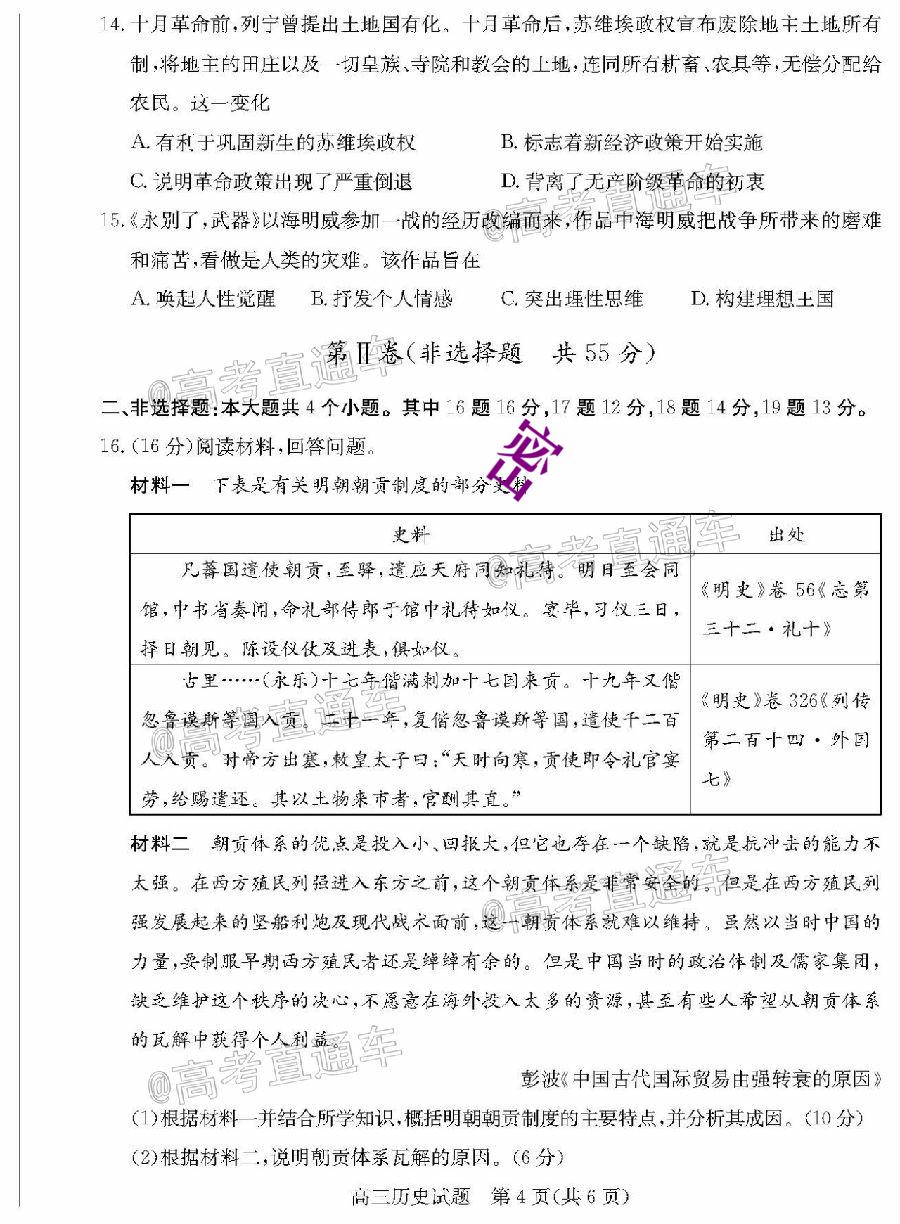 14.十月革命前,列宁曾提出土地国有化。十月革命后,苏维埃政权宣布废除地主土地所有
制,将地主的田庄以及一切皇族、寺院和教会的土地,连同所有耕畜、农具等,无偿分配给
农民。这一变化
A.有利于巩固新生的苏维埃政权 B.标志着新经济政策开始实施
C.说明革命政策出现了严重倒退 D.背离了无产阶级革命的初衷
15.《永别了,武器》以海明威参加一战的经历改编而来,作品中海明威把战争所带来的磨难
和痛苦,看做是人类的灾难。该作品旨在
A.唤起人性觉醒 B.抒发个人情感 C.突出理性思维 D.构建理想王国
第Ⅱ卷(非选择题 共55分)
二、非选择题:本大题共4个小题。其中16题16分,17题12分,18题14分,19题13分。
16.(16分)阅读材料,回答问题。
材料一 下表是有关明朝朝贡制度的部分史料
史料 出处
凡蕃国遣使朝贡,至驿,遣应天府同知礼待。明日至会同
馆,中书省奏闻,命礼部侍郎于馆中礼待如仪。宴毕,习仪三日,
择日朝见。陈设仪仗及进表,俱如仪。
《明史》卷56《志第
三十二·礼十》
古里……(永乐)十七年偕满剌加十七国来贡。十九年又偕
忽鲁谟斯等国入贡。二十一年,复偕忽鲁谟斯等国,遣使千二百
人入贡。时帝方出塞,敕皇太子曰:“天时向寒,贡使即令礼官宴
劳,给赐遣还。其以土物来市者,官酬其直。”
《明史》卷326《列传
第二百十四·外国
七》
材料二 朝贡体系的优点是投入小、回报大,但它也存在一个缺陷,就是抗冲击的能力不
太强。在西方殖民列强进入东方之前,这个朝贡体系是非常安全的。但是在西方殖民列
强发展起来的坚船利炮及现代战术面前,这一朝贡体系就难以维持。虽然以当时中国的
力量,要制服早期西方殖民者还是绰绰有余的。但是中国当时的政治体制及儒家集团,
缺乏维护这个秩序的决心,不愿意在海外投入太多的资源,甚至有些人希望从朝贡体系
的瓦解中获得个人利益。
彭波《中国古代国际贸易由强转衰的原因》
(1)根据材料一并结合所学知识,概括明朝朝贡制度的主要特点,并分析其成因。(10分)
(2)根据材料二,说明朝贡体系瓦解的原因。(6分)
高三历史试题 第4页(共6页)
@高考直通车
@高考直通车
@高考直通车
@高考直通车
@高考直通车
@高考直通车
密